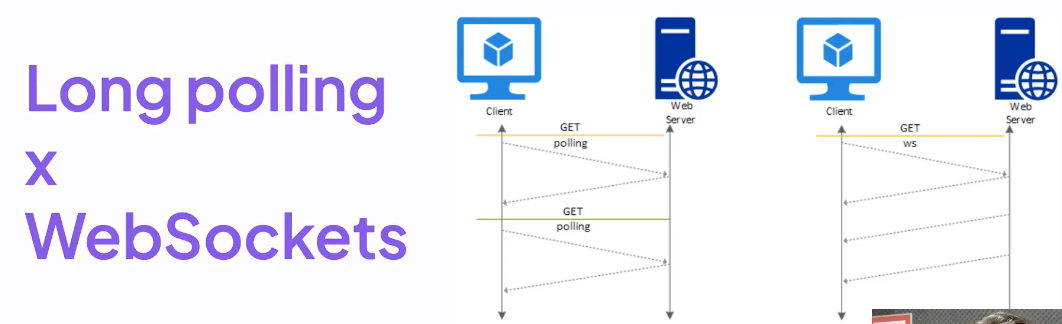 Long polling
x
WebSockets
Client
Web
Server
GET
polling
GET
polling
Client
Web
Server
GET
ws